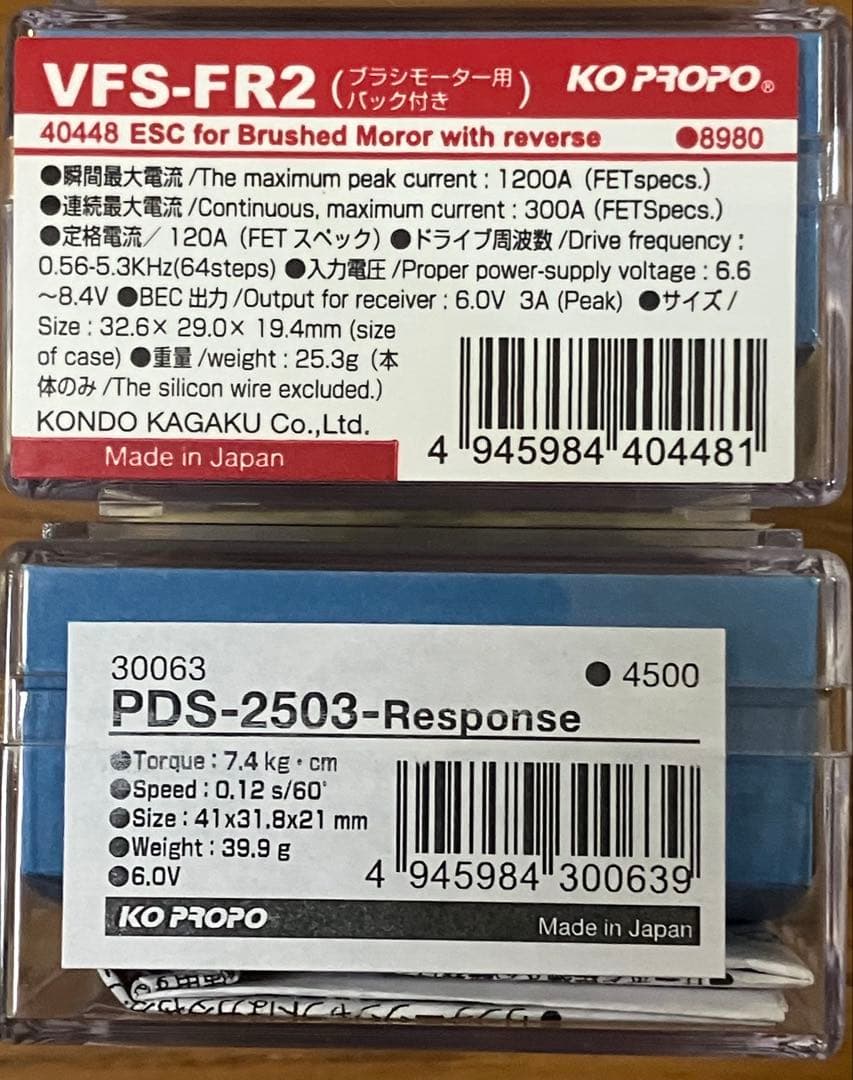 VFS-FR2 (ブラシモーター用 バック付き) KO PROPO®
40448 ESC for Brushed Moror with reverse ●8980
●瞬間最大電流/The maximum peak current : 1200A (FETspecs.)
●連続最大電流/Continuous, maximum current : 300A (FETSpecs.)
●定格電流/ 120A (FET スペック) ●ドライブ周波数/Drive frequency :
0.56-5.3KHz(64steps) ●入力電圧/Proper power-supply voltage : 6.6
～8.4V ●BEC出力/Output for receiver : 6.0V 3A (Peak) ●サイズ/
Size : 32.6× 29.0× 19.4mm (size
of case) ●重量/weight : 25.3g (本
体のみ/The silicon wire excluded.)
KONDO KAGAKU Co.,Ltd.
Made in Japan
4 945984 404481
30063
● 4500
PDS-2503-Response
●Torque : 7.4 kg・cm
●Speed : 0.12 s/60°
●Size : 41x31.8x21 mm
●Weight : 39.9 g
●6.0V
4 945984 300639
KO PROPO
Made in Japan